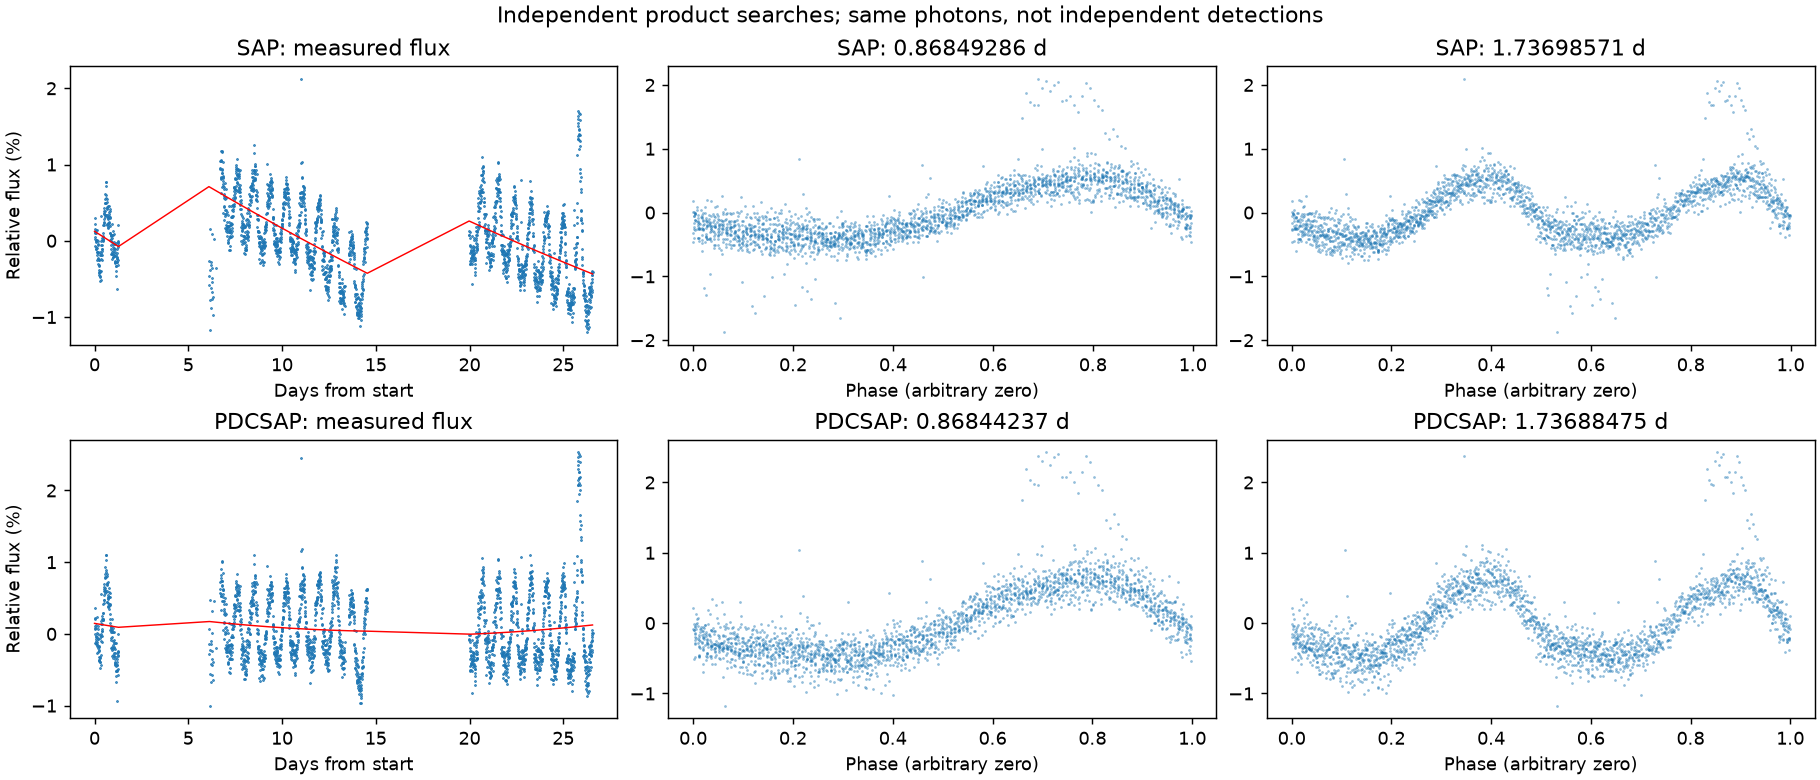 Independent product searches; same photons, not independent detections
SAP: measured flux
SAP: 0.86849286 d
SAP: 1.73698571 d
Relative flux (%)
2
1
0
−1
0 5 10 15 20 25
Days from start
2
1
0
−1
−2
0.0 0.2 0.4 0.6 0.8 1.0
Phase (arbitrary zero)
2
1
0
−1
−2
0.0 0.2 0.4 0.6 0.8 1.0
Phase (arbitrary zero)
PDCSAP: measured flux
PDCSAP: 0.86844237 d
PDCSAP: 1.73688475 d
Relative flux (%)
2
1
0
−1
0 5 10 15 20 25
Days from start
2
1
0
−1
0.0 0.2 0.4 0.6 0.8 1.0
Phase (arbitrary zero)
2
1
0
−1
0.0 0.2 0.4 0.6 0.8 1.0
Phase (arbitrary zero)